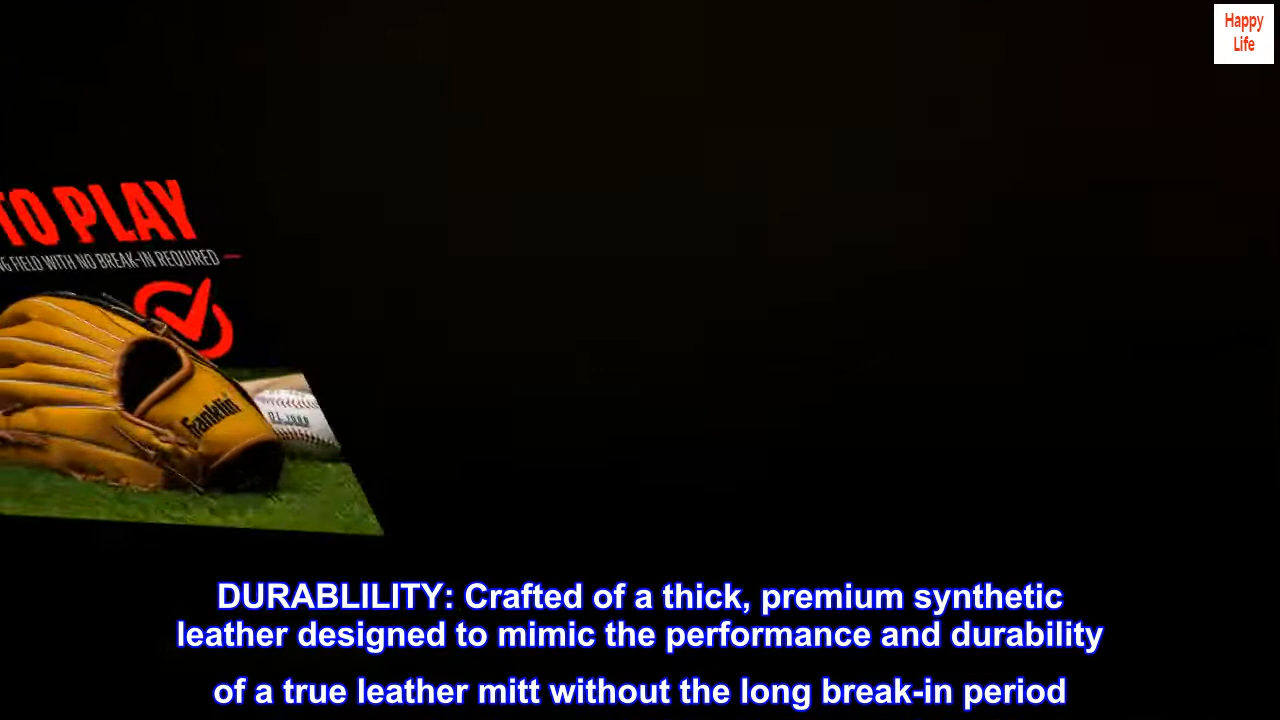 Happy
Life
TO PLAY
FIELD WITH NO BREAK-IN REQUIRED
Franklin
DURABLILITY: Crafted of a thick, premium synthetic
leather designed to mimic the performance and durability
of a true leather mitt without the long break-in period